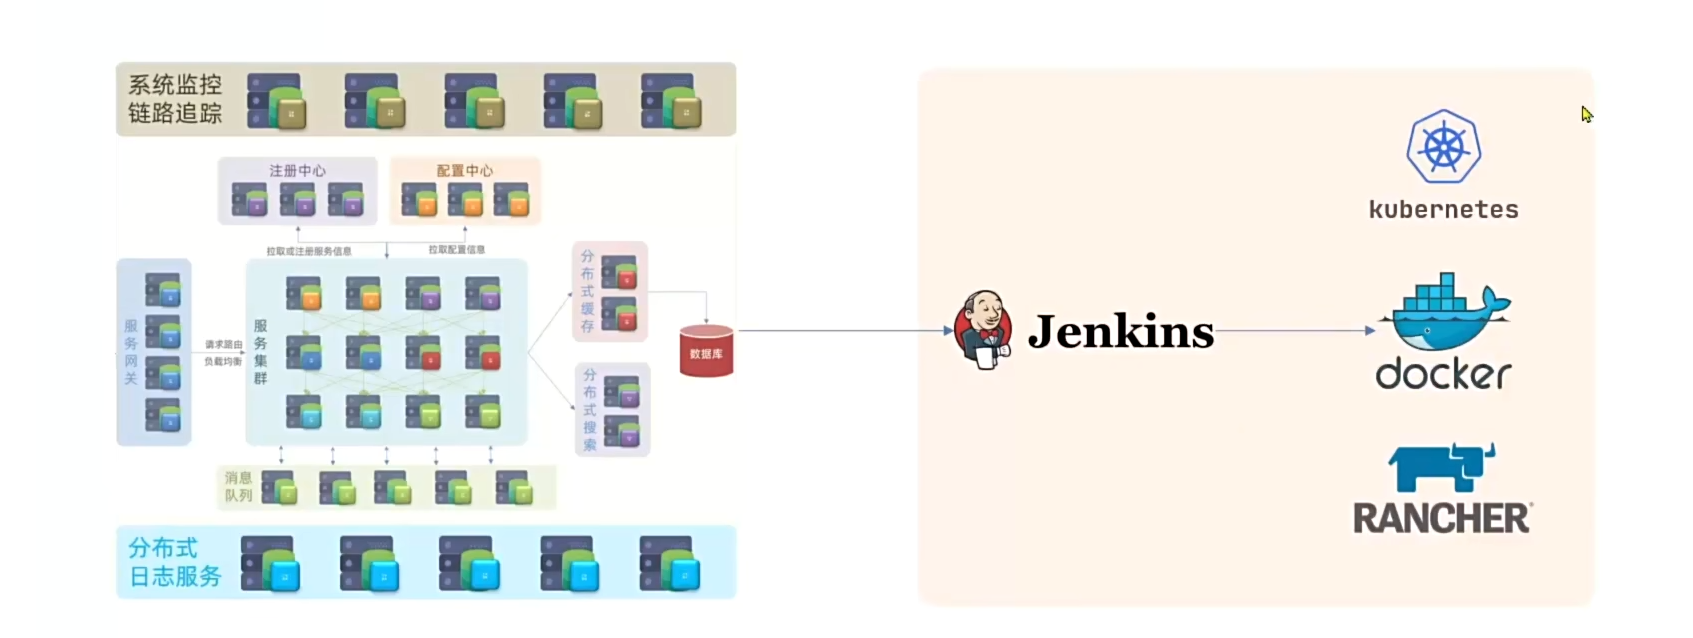 系统监控
链路追踪
注册中心
配置中心
拉取或注册服务信息
拉取配置信息
服务网关
请求路由
负载均衡
服务集群
分布式缓存
数据库
分布式搜索
消息
队列
分布式
日志服务
Jenkins
kubernetes
docker
RANCHER